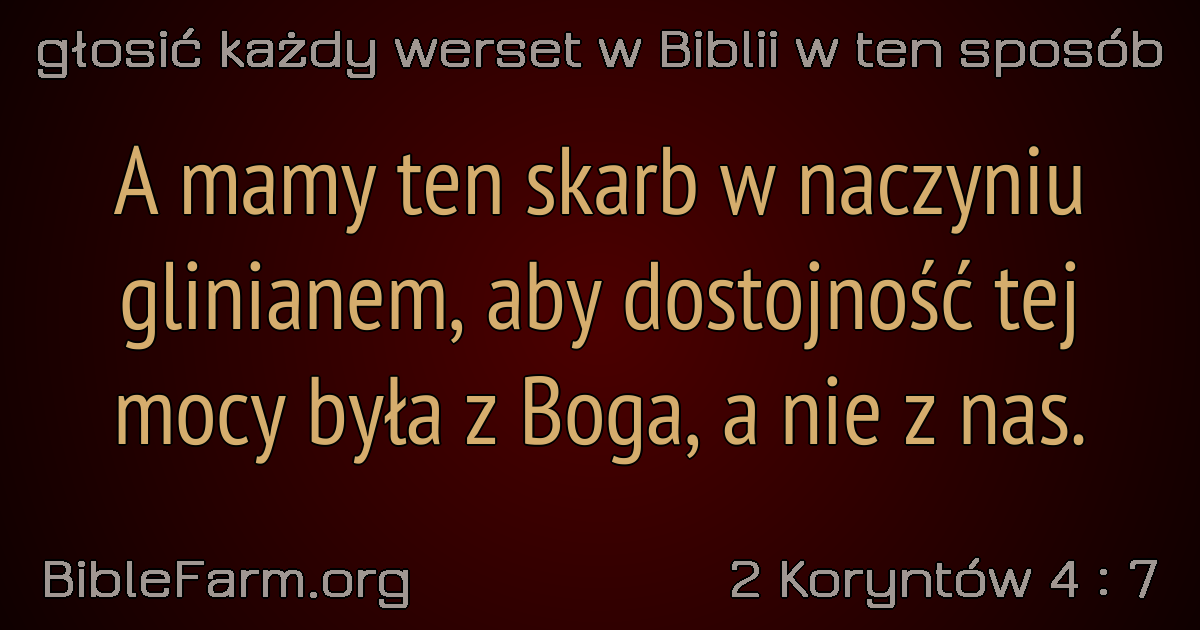 głosić każdy werset w Biblii w ten sposób
A mamy ten skarb w naczyniu
glinianem, aby dostojność tej
mocy była z Boga, a nie z nas.
BibleFarm.org
2 Koryntów 4 : 7